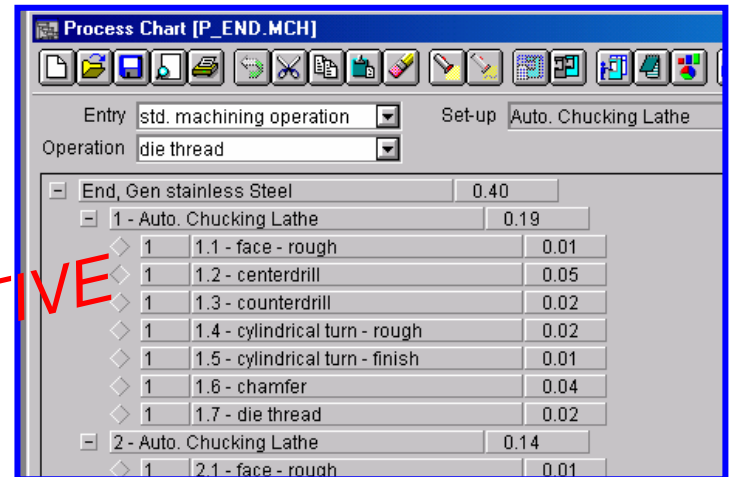 Process Chart [P_END.MCH]
Entry std. machining operation Set-up Auto. Chucking Lathe
Operation die thread
- End, Gen stainless Steel 0.40
- 1 - Auto. Chucking Lathe 0.19
1 1.1 - face - rough 0.01
1 1.2 - centerdrill 0.05
1 1.3 - counterdrill 0.02
1 1.4 - cylindrical turn - rough 0.02
1 1.5 - cylindrical turn - finish 0.01
1 1.6 - chamfer 0.04
1 1.7 - die thread 0.02
- 2 - Auto. Chucking Lathe 0.14
1 2.1 - face - rough 0.01
TIVE